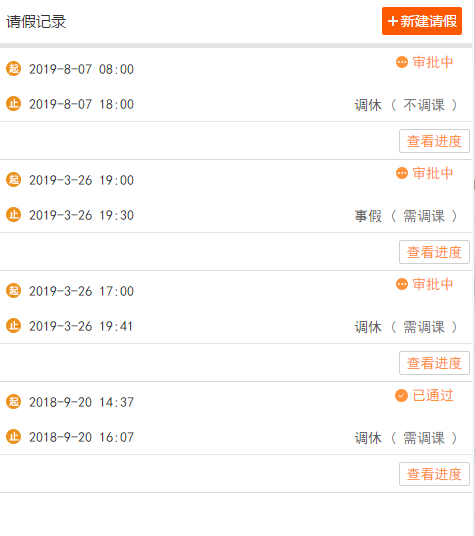 请假记录 +新建请假
起 2019-8-07 08:00 审批中
止 2019-8-07 18:00 调休 ( 不调课 )
查看进度
起 2019-3-26 19:00 审批中
止 2019-3-26 19:30 事假 ( 需调课 )
查看进度
起 2019-3-26 17:00 审批中
止 2019-3-26 19:41 调休 ( 需调课 )
查看进度
起 2018-9-20 14:37 已通过
止 2018-9-20 16:07 调休 ( 需调课 )
查看进度